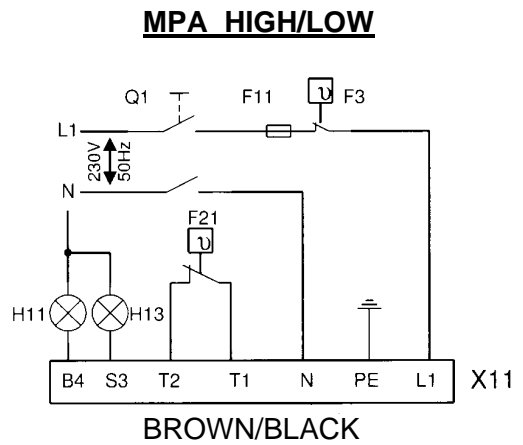 MPA HIGH/LOW
Q1 F11 F3
L1
230V
50Hz
N
F21
H11 H13
B4 S3 T2 T1 N PE L1 X11
BROWN/BLACK